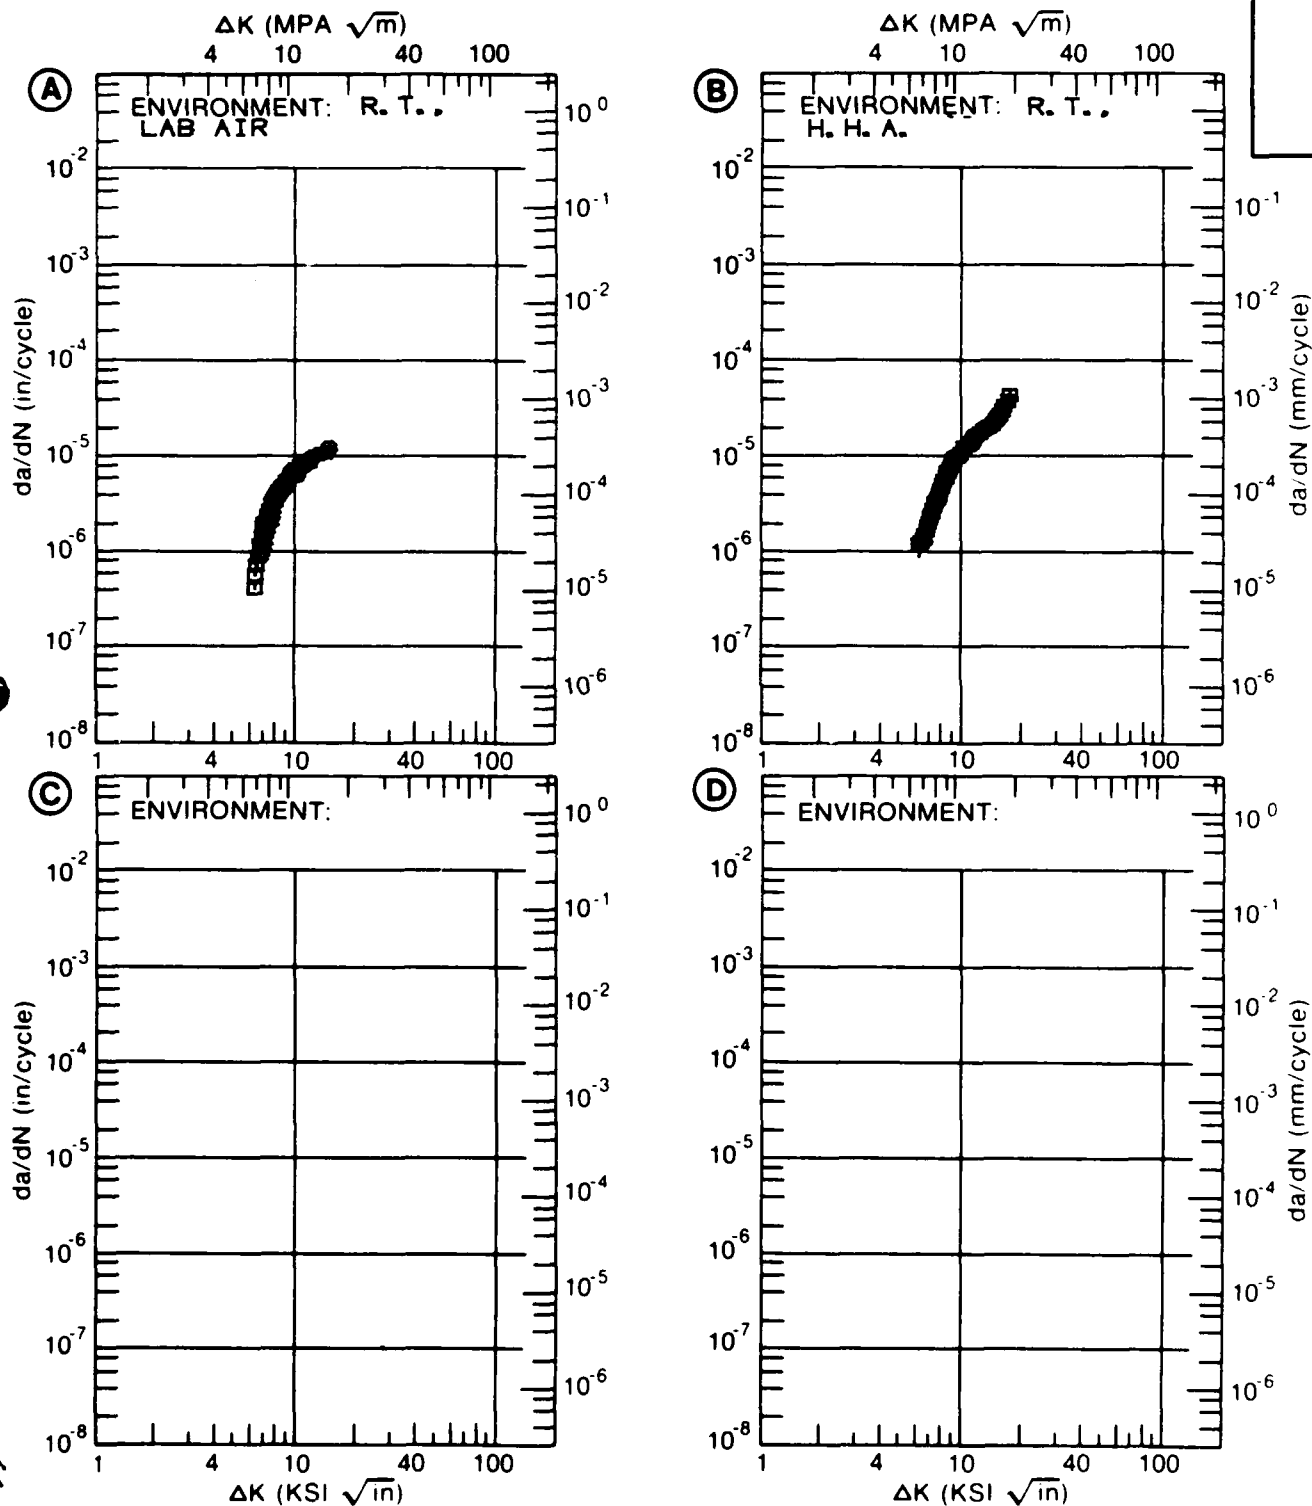 ΔK (MPA √m)
4 10 40 100
ΔK (MPA √m)
4 10 40 100
A
ENVIRONMENT: R. T.,
LAB AIR
10⁰
10⁻²
10⁻¹
10⁻³
10⁻²
10⁻⁴
10⁻³
10⁻⁵
10⁻⁴
10⁻⁶
10⁻⁵
10⁻⁷
10⁻⁶
10⁻⁸
1 4 10 40 100
da/dN (in/cycle)
B
ENVIRONMENT: R. T.,
H. H. A.
10⁻²
10⁻¹
10⁻³
10⁻²
10⁻⁴
10⁻³
10⁻⁵
10⁻⁴
10⁻⁶
10⁻⁵
10⁻⁷
10⁻⁶
10⁻⁸
1 4 10 40 100
da/dN (mm/cycle)
C
ENVIRONMENT:
10⁰
10⁻²
10⁻¹
10⁻³
10⁻²
10⁻⁴
10⁻³
10⁻⁵
10⁻⁴
10⁻⁶
10⁻⁵
10⁻⁷
10⁻⁶
10⁻⁸
1 4 10 40 100
ΔK (KSI √in)
da/dN (in/cycle)
D
ENVIRONMENT:
10⁰
10⁻²
10⁻¹
10⁻³
10⁻²
10⁻⁴
10⁻³
10⁻⁵
10⁻⁴
10⁻⁶
10⁻⁵
10⁻⁷
10⁻⁶
10⁻⁸
1 4 10 40 100
ΔK (KSI √in)
da/dN (mm/cycle)